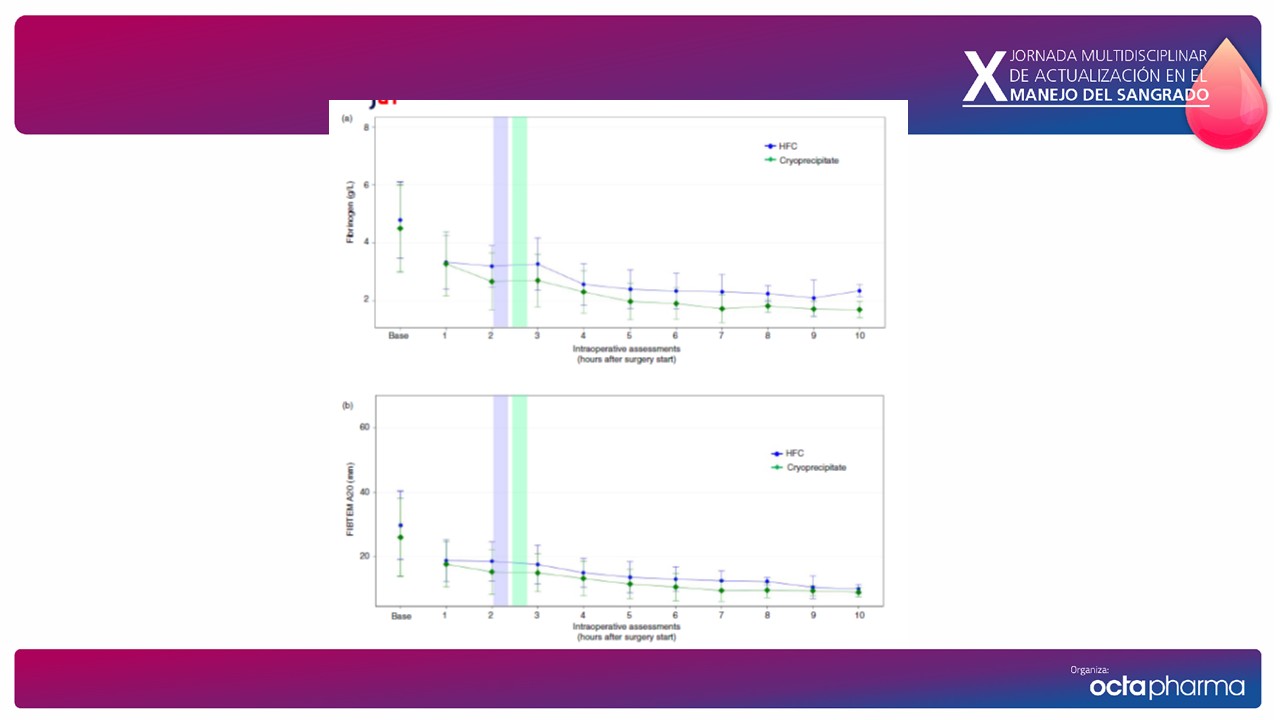 X JORNADA MULTIDISCIPLINAR
DE ACTUALIZACIÓN EN EL
MANEJO DEL SANGRADO
(a)
8
6
4
2
Fibrinogen (g/L)
HFC
Cryoprecipitate
Base 1 2 3 4 5 6 7 8 9 10
Intraoperative assessments
(hours after surgery start)
(b)
60
40
20
FIBTEM A20 (mm)
HFC
Cryoprecipitate
Base 1 2 3 4 5 6 7 8 9 10
Intraoperative assessments
(hours after surgery start)
Organiza:
octapharma